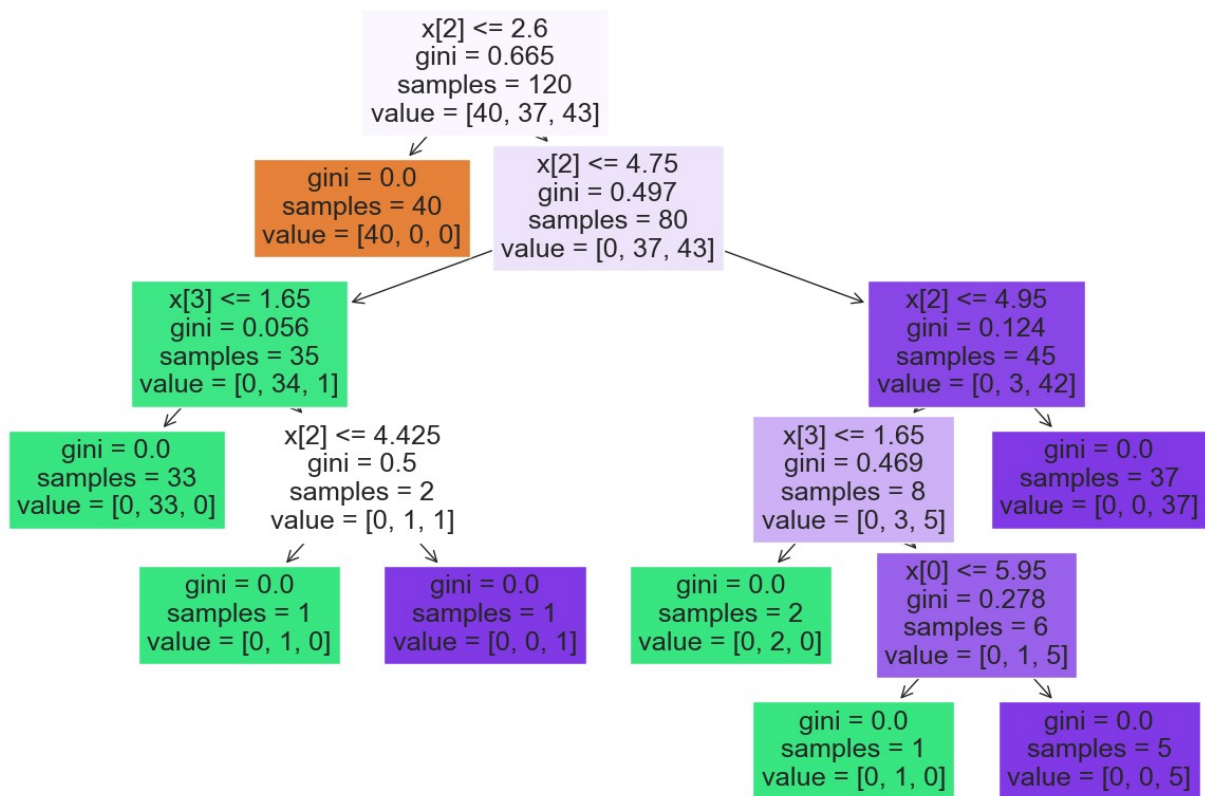 x[2] <= 2.6
gini = 0.665
samples = 120
value = [40, 37, 43]
gini = 0.0
samples = 40
value = [40, 0, 0]
x[2] <= 4.75
gini = 0.497
samples = 80
value = [0, 37, 43]
x[3] <= 1.65
gini = 0.056
samples = 35
value = [0, 34, 1]
x[2] <= 4.95
gini = 0.124
samples = 45
value = [0, 3, 42]
gini = 0.0
samples = 33
value = [0, 33, 0]
x[2] <= 4.425
gini = 0.5
samples = 2
value = [0, 1, 1]
x[3] <= 1.65
gini = 0.469
samples = 8
value = [0, 3, 5]
gini = 0.0
samples = 37
value = [0, 0, 37]
gini = 0.0
samples = 1
value = [0, 1, 0]
gini = 0.0
samples = 1
value = [0, 0, 1]
gini = 0.0
samples = 2
value = [0, 2, 0]
x[0] <= 5.95
gini = 0.278
samples = 6
value = [0, 1, 5]
gini = 0.0
samples = 1
value = [0, 1, 0]
gini = 0.0
samples = 5
value = [0, 0, 5]